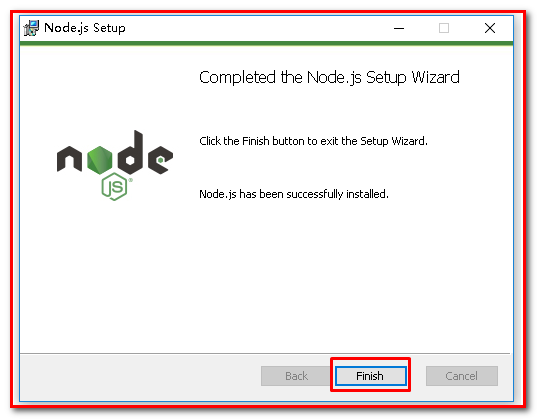 Node.js Setup
Completed the Node.js Setup Wizard
Click the Finish button to exit the Setup Wizard.
node
JS
Node.js has been successfully installed.
Back
Finish
Cancel